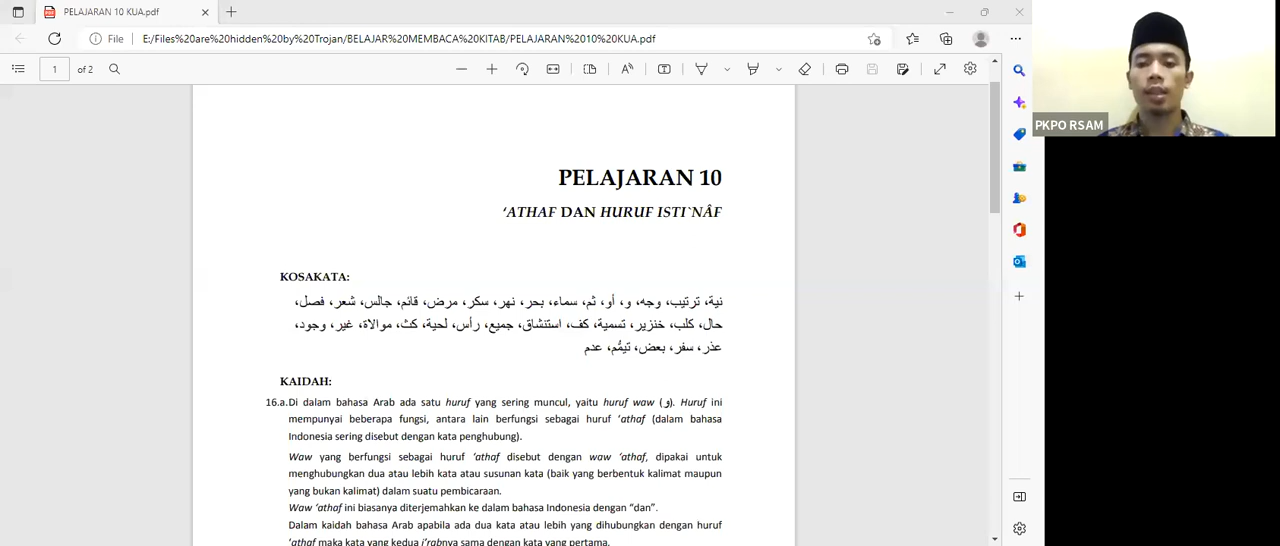 PELAJARAN 10 KUA.pdf
File E:/Files%20are%20hidden%20by%20Trojan/BELAJAR%20MEMBACA%20KITAB/PELAJARAN%2010%20KUA.pdf
1 of 2
PKPO RSAM
PELAJARAN 10
‘ATHAF DAN HURUF ISTI`NÂF
KOSAKATA:
نية، ترتيب، وجه، و، أو، ثم، سماء، بحر، نهر، سكر، مرض، قائم، جالس، شعر، فصل،
حال، كلب، خنزير، تسمية، كف، استنشاق، جميع، رأس، لحية، كث، موالاة، غير، وجود،
عذر، سفر، بعض، تيمُّم، عدم
KAIDAH:
16.a. Di dalam bahasa Arab ada satu huruf yang sering muncul, yaitu huruf waw (و). Huruf ini
mempunyai beberapa fungsi, antara lain berfungsi sebagai huruf ‘athaf (dalam bahasa
Indonesia sering disebut dengan kata penghubung).
Waw yang berfungsi sebagai huruf ‘athaf disebut dengan waw ‘athaf, dipakai untuk
menghubungkan dua atau lebih kata atau susunan kata (baik yang berbentuk kalimat maupun
yang bukan kalimat) dalam suatu pembicaraan.
Waw ‘athaf ini biasanya diterjemahkan ke dalam bahasa Indonesia dengan “dan”.
Dalam kaidah bahasa Arab apabila ada dua kata atau lebih yang dihubungkan dengan huruf
‘athaf maka kata yang kedua i’rabnya sama dengan kata yang pertama.